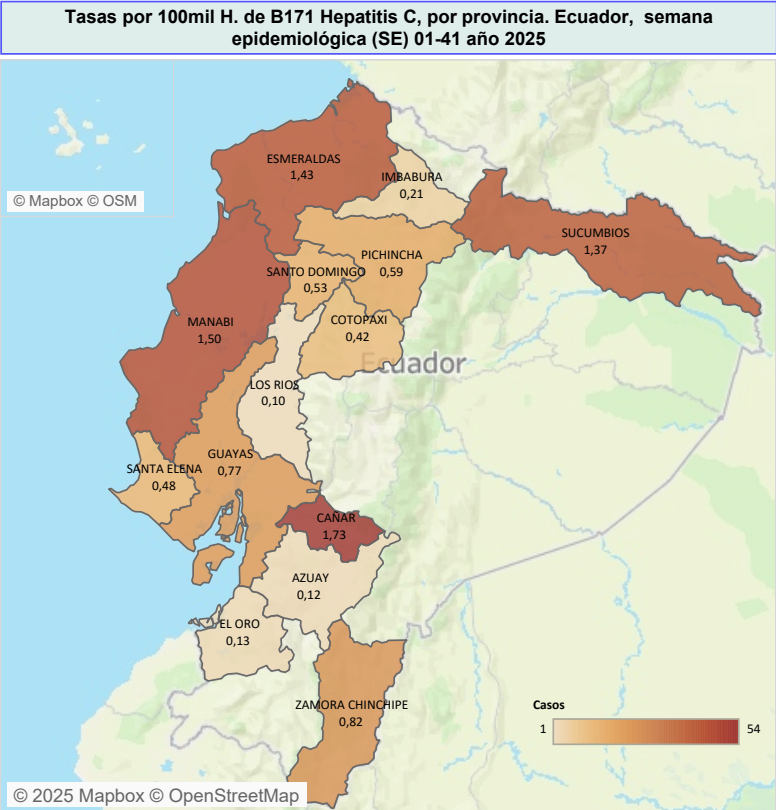 Tasas por 100mil H. de B171 Hepatitis C, por provincia. Ecuador,  semana
epidemiológica (SE) 01-41 año 2025
ESMERALDAS
1,43
IMBABURA
0,21
© Mapbox © OSM
SUCUMBIOS
1,37
PICHINCHA
0,59
SANTO DOMINGO
0,53
MANABI
1,50
COTOPAXI
0,42
Ecuador
LOS RIOS
0,10
GUAYAS
0,77
SANTA ELENA
0,48
CAÑAR
1,73
AZUAY
0,12
EL ORO
0,13
ZAMORA CHINCHIPE
0,82
Casos
1 54
© 2025 Mapbox © OpenStreetMap